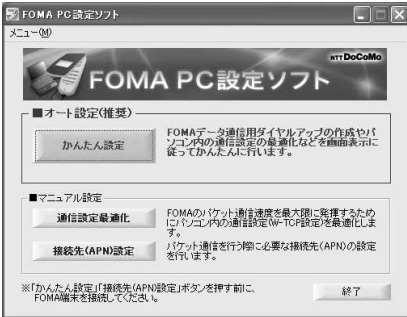 FOMA PC設定ソフト
メニュー(M)
NTT DoCoMo
FOMA PC設定ソフト
■オート設定(推奨)
かんたん設定
FOMAデータ通信用ダイヤルアップの作成やパ
ソコン内の通信設定の最適化などを画面表示に
従ってかんたんに行います。
■マニュアル設定
通信設定最適化
FOMAのパケット通信速度を最大限に発揮するため
にパソコン内の通信設定(W-TCP設定)を最適化しま
す。
接続先(APN)設定
パケット通信を行う際に必要な接続先(APN)の設定
を行います。
※「かんたん設定」「接続先(APN)設定」ボタンを押す前に、
FOMA端末を接続してください。
終了